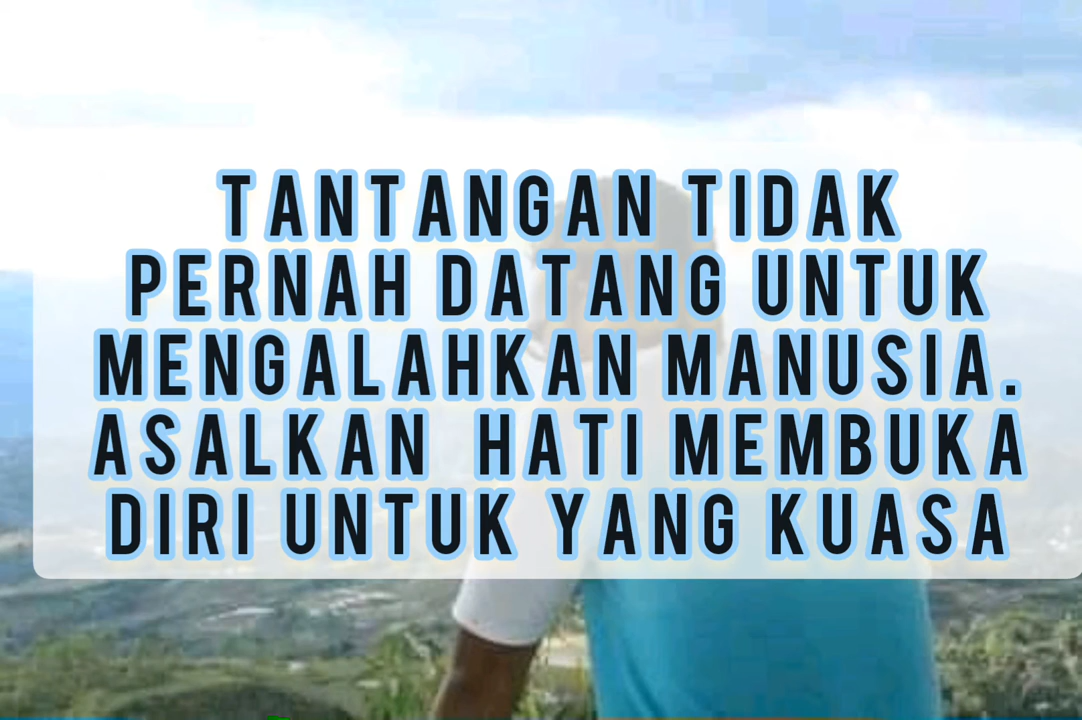 TANTANGAN TIDAK
PERNAH DATANG UNTUK
MENGALAHKAN MANUSIA.
ASALKAN HATI MEMBUKA
DIRI UNTUK YANG KUASA